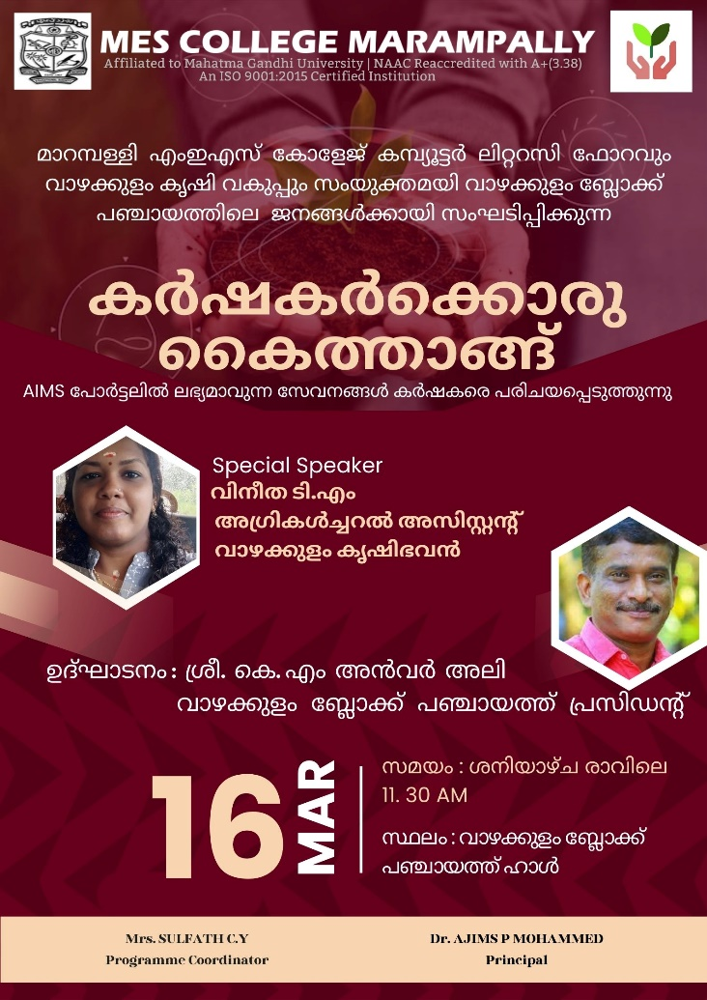 MES COLLEGE MARAMPALLY
Affiliated to Mahatma Gandhi University | NAAC Reaccredited with A+(3.38)
An ISO 9001:2015 Certified Institution
മാറമ്പള്ളി എംഇഎസ് കോളേജ് കമ്പ്യൂട്ടർ ലിറ്ററസി ഫോറവും
വാഴക്കുളം കൃഷി വകുപ്പും സംയുക്തമയി വാഴക്കുളം ബ്ലോക്ക്
പഞ്ചായത്തിലെ ജനങ്ങൾക്കായി സംഘടിപ്പിക്കുന്ന
കർഷകർക്കൊരു
കൈത്താങ്ങ്
AIMS പോർട്ടലിൽ ലഭ്യമാവുന്ന സേവനങ്ങൾ കർഷകരെ പരിചയപ്പെടുത്തുന്നു
Special Speaker
വിനീത ടി.എം
അഗ്രികൾച്ചറൽ അസിസ്റ്റന്റ്
വാഴക്കുളം കൃഷിഭവൻ
ഉദ്ഘാടനം : ശ്രീ. കെ.എം അൻവർ അലി
വാഴക്കുളം ബ്ലോക്ക് പഞ്ചായത്ത് പ്രസിഡന്റ്
16 MAR
സമയം : ശനിയാഴ്ച രാവിലെ
11. 30 AM
സ്ഥലം : വാഴക്കുളം ബ്ലോക്ക്
പഞ്ചായത്ത് ഹാൾ
Mrs. SULFATH C.Y
Programme Coordinator
Dr. AJIMS P MOHAMMED
Principal